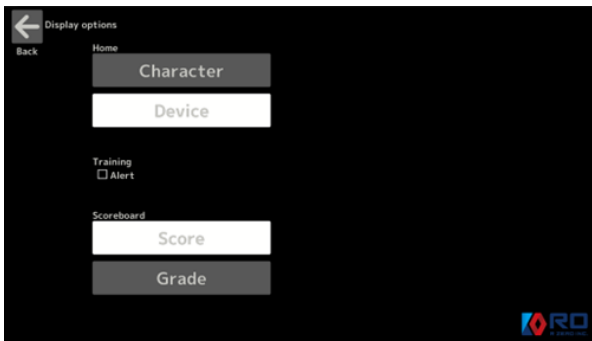 Display options
Back
Home
Character
Device
Training
Alert
Scoreboard
Score
Grade
RO